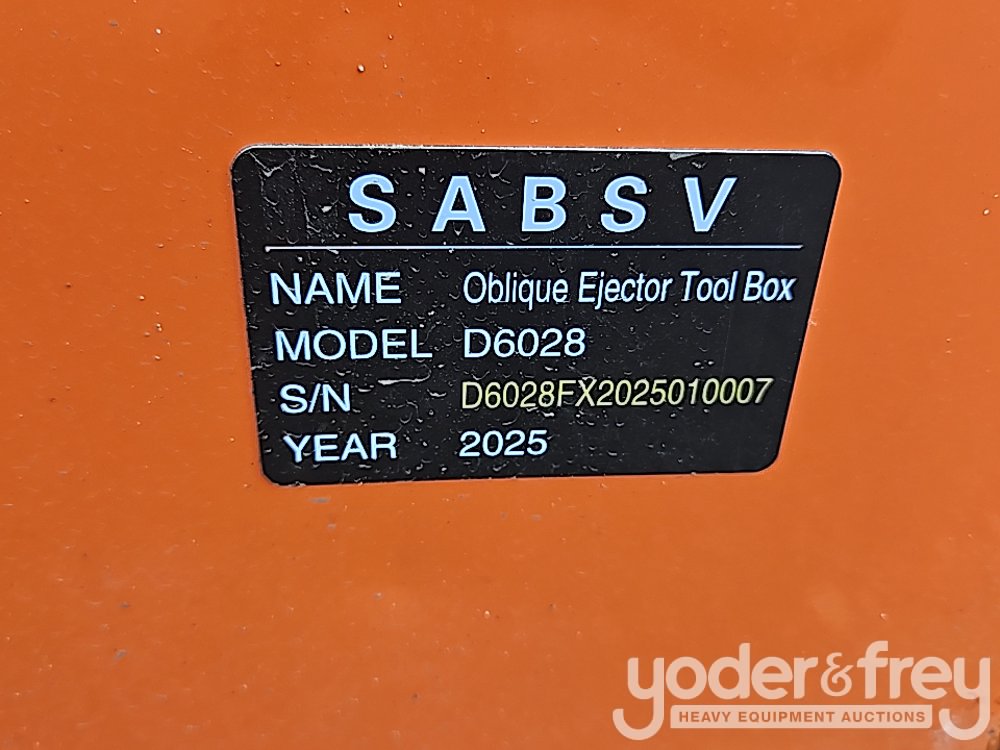 SABSV
NAME Oblique Ejector Tool Box
MODEL D6028
S/N D6028FX2025010007
YEAR 2025
yoder&frey
HEAVY EQUIPMENT AUCTIONS